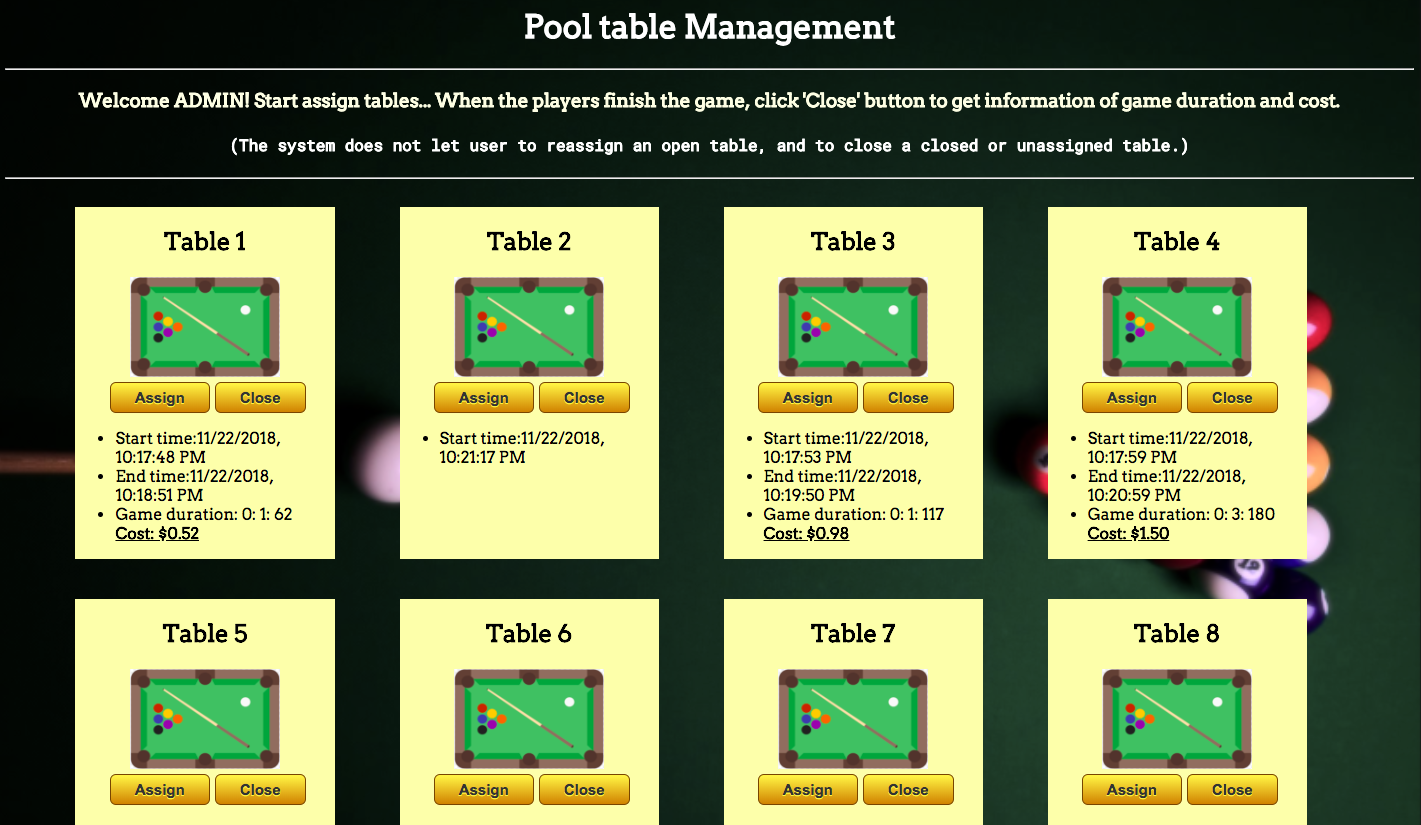 Pool table Management
Welcome ADMIN! Start assign tables... When the players finish the game, click 'Close' button to get information of game duration and cost.
(The system does not let user to reassign an open table, and to close a closed or unassigned table.)
Table 1
Assign Close
Start time:11/22/2018,
10:17:48 PM
End time:11/22/2018,
10:18:51 PM
Game duration: 0: 1: 62
Cost: $0.52
Table 2
Assign Close
Start time:11/22/2018,
10:21:17 PM
Table 3
Assign Close
Start time:11/22/2018,
10:17:53 PM
End time:11/22/2018,
10:19:50 PM
Game duration: 0: 1: 117
Cost: $0.98
Table 4
Assign Close
Start time:11/22/2018,
10:17:59 PM
End time:11/22/2018,
10:20:59 PM
Game duration: 0: 3: 180
Cost: $1.50
Table 5
Assign Close
Table 6
Assign Close
Table 7
Assign Close
Table 8
Assign Close